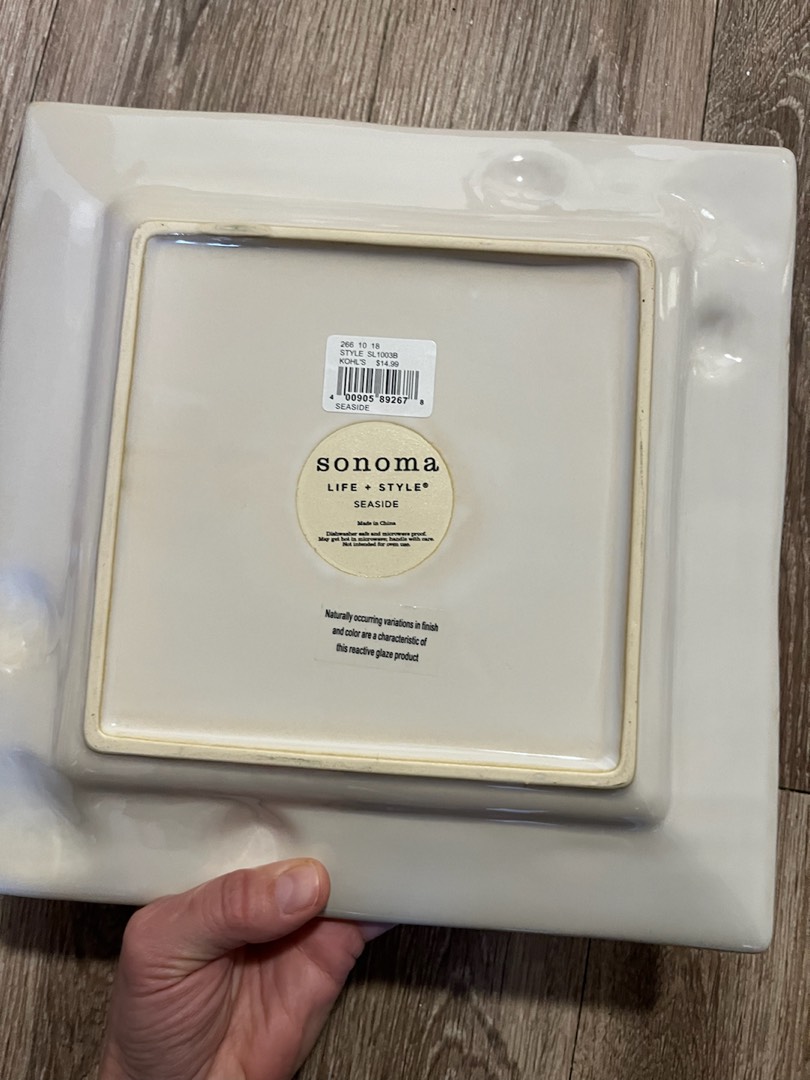 266 10 18
STYLE SL1003B
KOHL'S $14.99
4 00905 89267 8
SEASIDE
sonoma
LIFE + STYLE®
SEASIDE
Made in China
Dishwasher safe and microwave proof.
May get hot in microwave; handle with care.
Not intended for oven use.
Naturally occurring variations in finish
and color are a characteristic of
this reactive glaze product